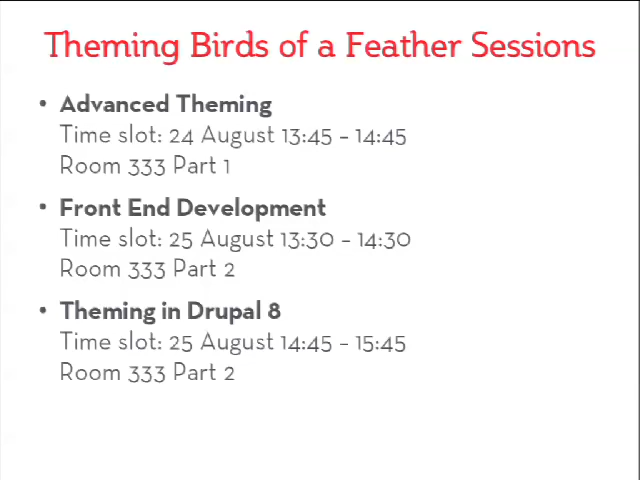 Theming Birds of a Feather Sessions
• Advanced Theming
Time slot: 24 August 13:45 – 14:45
Room 333 Part 1
• Front End Development
Time slot: 25 August 13:30 – 14:30
Room 333 Part 2
• Theming in Drupal 8
Time slot: 25 August 14:45 – 15:45
Room 333 Part 2